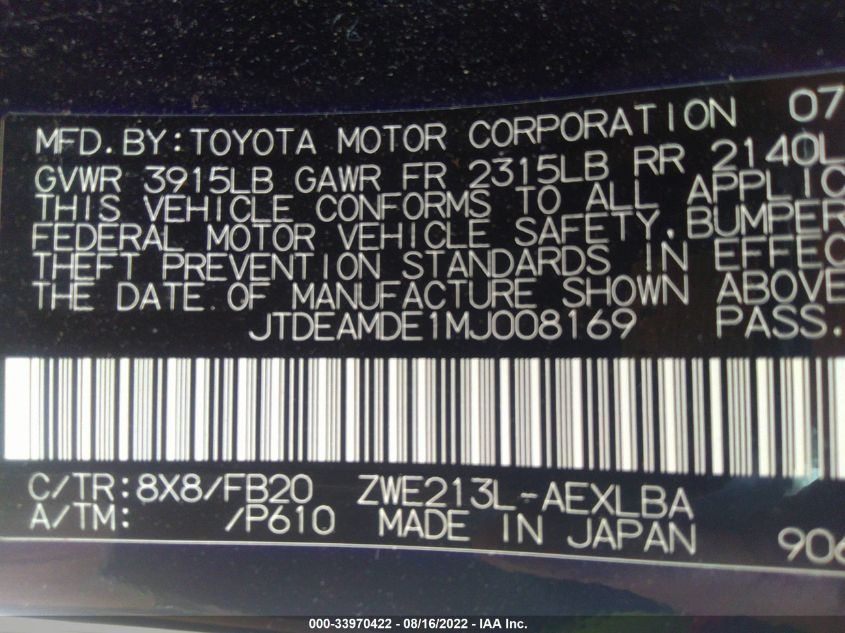 MFD.BY:TOYOTA MOTOR CORPORATION 07
GVWR 3915LB GAWR FR 2315LB RR 2140L
THIS VEHICLE CONFORMS TO ALL APPLIC
FEDERAL MOTOR VEHICLE SAFETY,BUMPER
THEFT PREVENTION STANDARDS IN EFFEC
THE DATE OF MANUFACTURE SHOWN ABOVE
JTDEAMDE1MJ008169 PASS.
C/TR:8X8/FB20 ZWE213L-AEXLBA
A/TM: /P610 MADE IN JAPAN 906
000-33970422 - 08/16/2022 - IAA Inc.